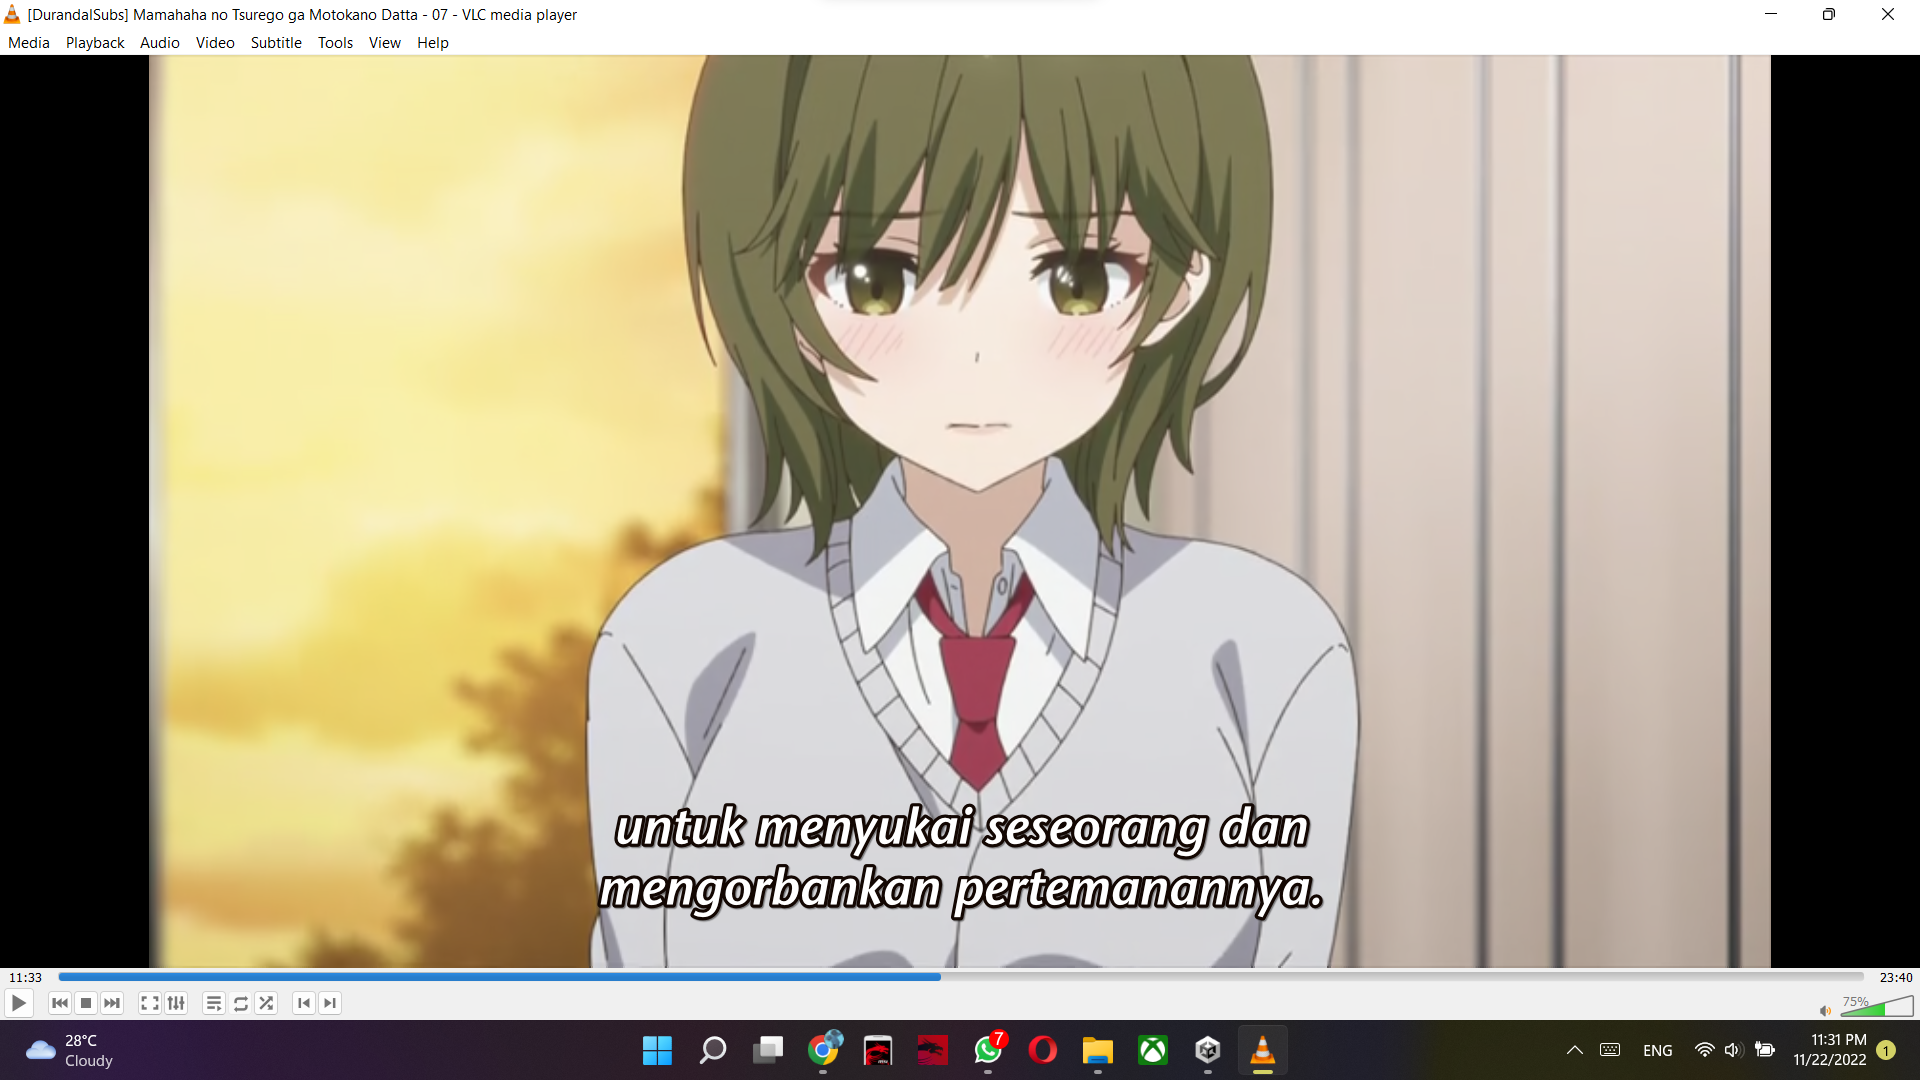 [DurandalSubs] Mamahaha no Tsurego ga Motokano Datta - 07 - VLC media player
Media Playback Audio Video Subtitle Tools View Help
untuk menyukai seseorang dan
mengorbankan pertemanannya.
11:33
23:40
75%
28°C
Cloudy
7
ENG
11:31 PM
11/22/2022
1